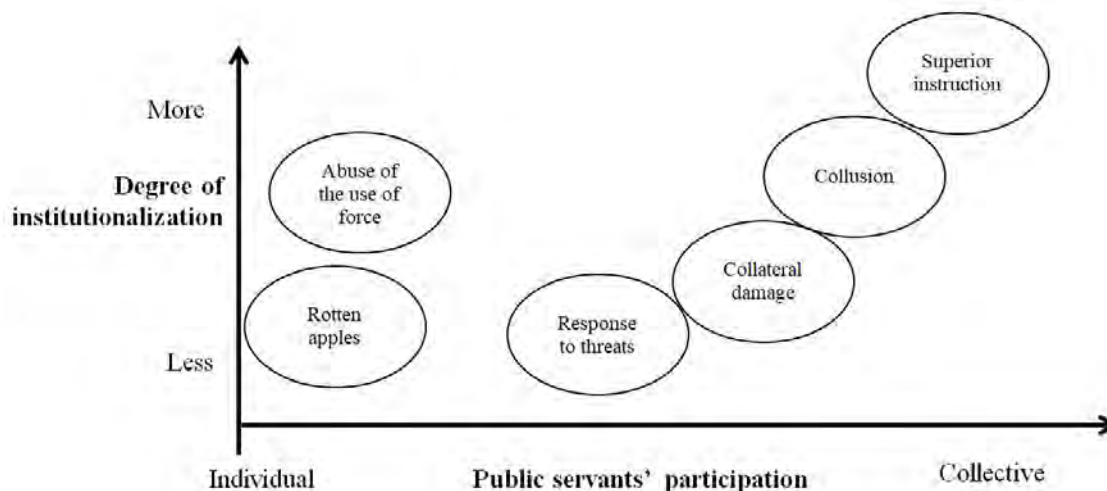 Superior
instruction
More
Collusion
Abuse of
the use of
force
Degree of
institutionalization
Collateral
damage
Rotten
apples
Response
to threats
Less
Individual
Public servants' participation
Collective